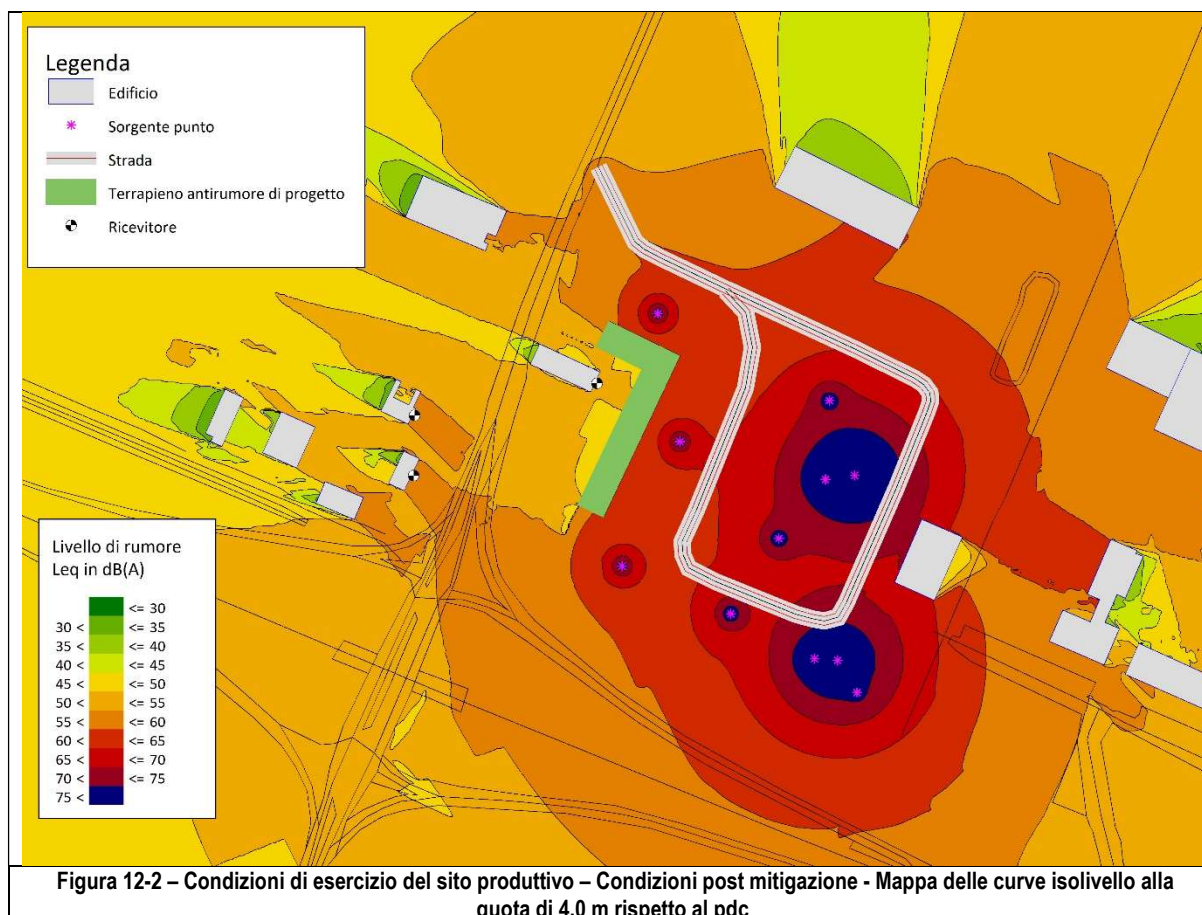 Legenda
Edificio
Sorgente punto
Strada
Terrapieno antirumore di progetto
Ricevitore
Livello di rumore
Leq in dB(A)
<= 30
30 < <= 35
35 < <= 40
40 < <= 45
45 < <= 50
50 < <= 55
55 < <= 60
60 < <= 65
65 < <= 70
70 < <= 75
75 <
Figura 12-2 – Condizioni di esercizio del sito produttivo – Condizioni post mitigazione - Mappa delle curve isolivello alla
quota di 4,0 m rispetto al pdc